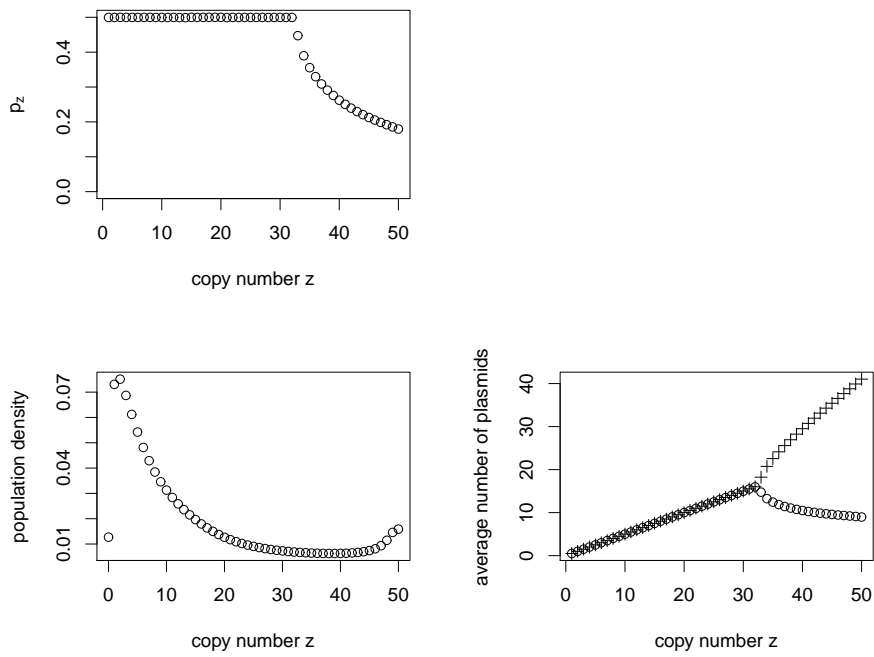 p_z
0.0 0.2 0.4
0 10 20 30 40 50
copy number z
population density
0.01 0.04 0.07
0 10 20 30 40 50
copy number z
average number of plasmids
0 10 20 30 40
0 10 20 30 40 50
copy number z